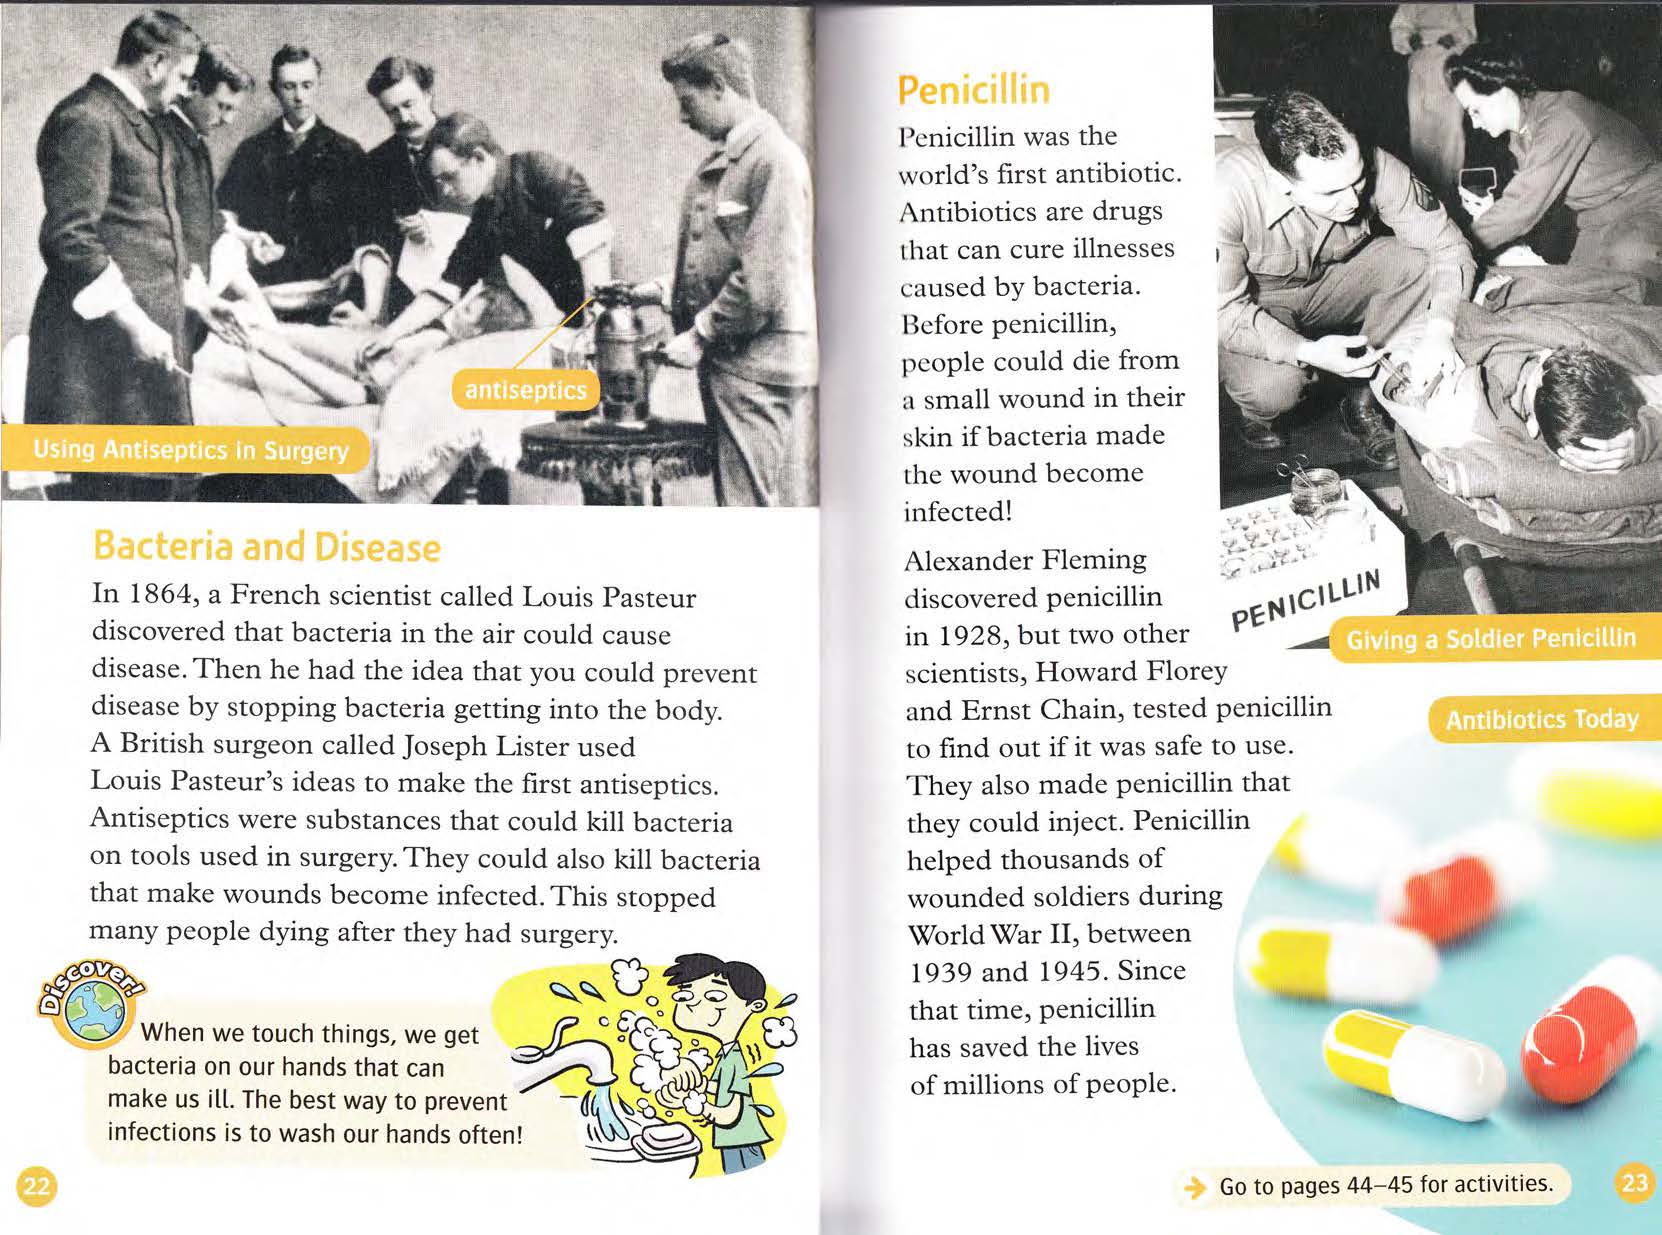 antiseptics
Using Antiseptics in Surgery
Bacteria and Disease
In 1864, a French scientist called Louis Pasteur
discovered that bacteria in the air could cause
disease. Then he had the idea that you could prevent
disease by stopping bacteria getting into the body.
A British surgeon called Joseph Lister used
Louis Pasteur's ideas to make the first antiseptics.
Antiseptics were substances that could kill bacteria
on tools used in surgery. They could also kill bacteria
that make wounds become infected. This stopped
many people dying after they had surgery.
Discover!
When we touch things, we get
bacteria on our hands that can
make us ill. The best way to prevent
infections is to wash our hands often!
22
Penicillin
Penicillin was the
world's first antibiotic.
Antibiotics are drugs
that can cure illnesses
caused by bacteria.
Before penicillin,
people could die from
a small wound in their
skin if bacteria made
the wound become
infected!
Alexander Fleming
discovered penicillin
in 1928, but two other
scientists, Howard Florey
and Ernst Chain, tested penicillin
to find out if it was safe to use.
They also made penicillin that
they could inject. Penicillin
helped thousands of
wounded soldiers during
World War II, between
1939 and 1945. Since
that time, penicillin
has saved the lives
of millions of people.
PENICILLIN
Giving a Soldier Penicillin
Antibiotics Today
Go to pages 44–45 for activities.
23